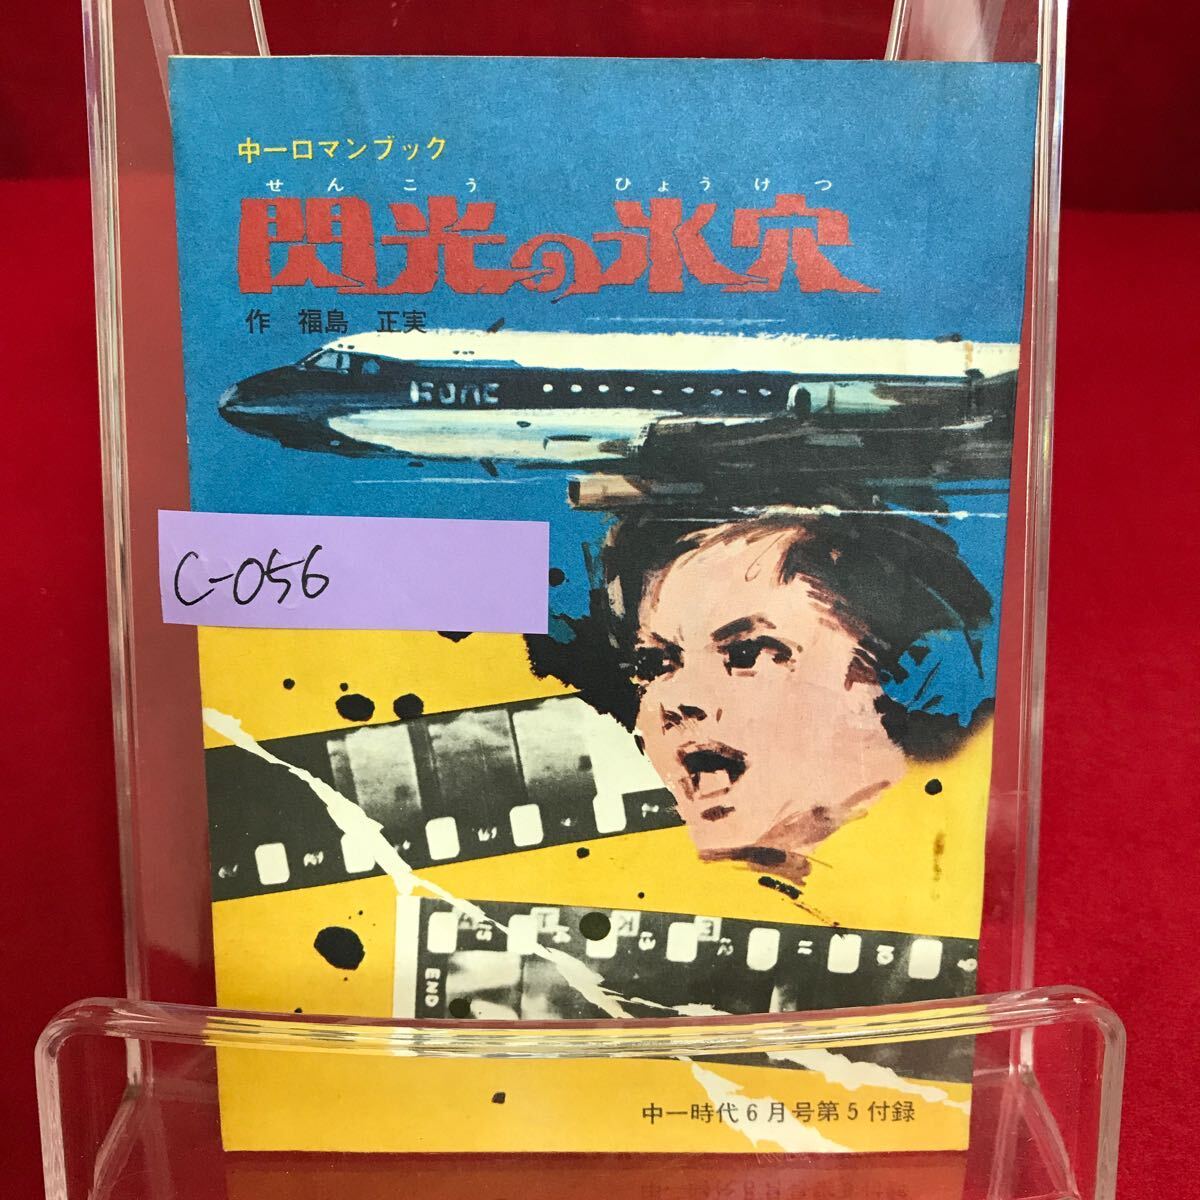 中一ロマンブック
せんこう ひょうけつ
閃光の氷穴
作 福島 正実
C-056
END
中一時代6月号第5付録